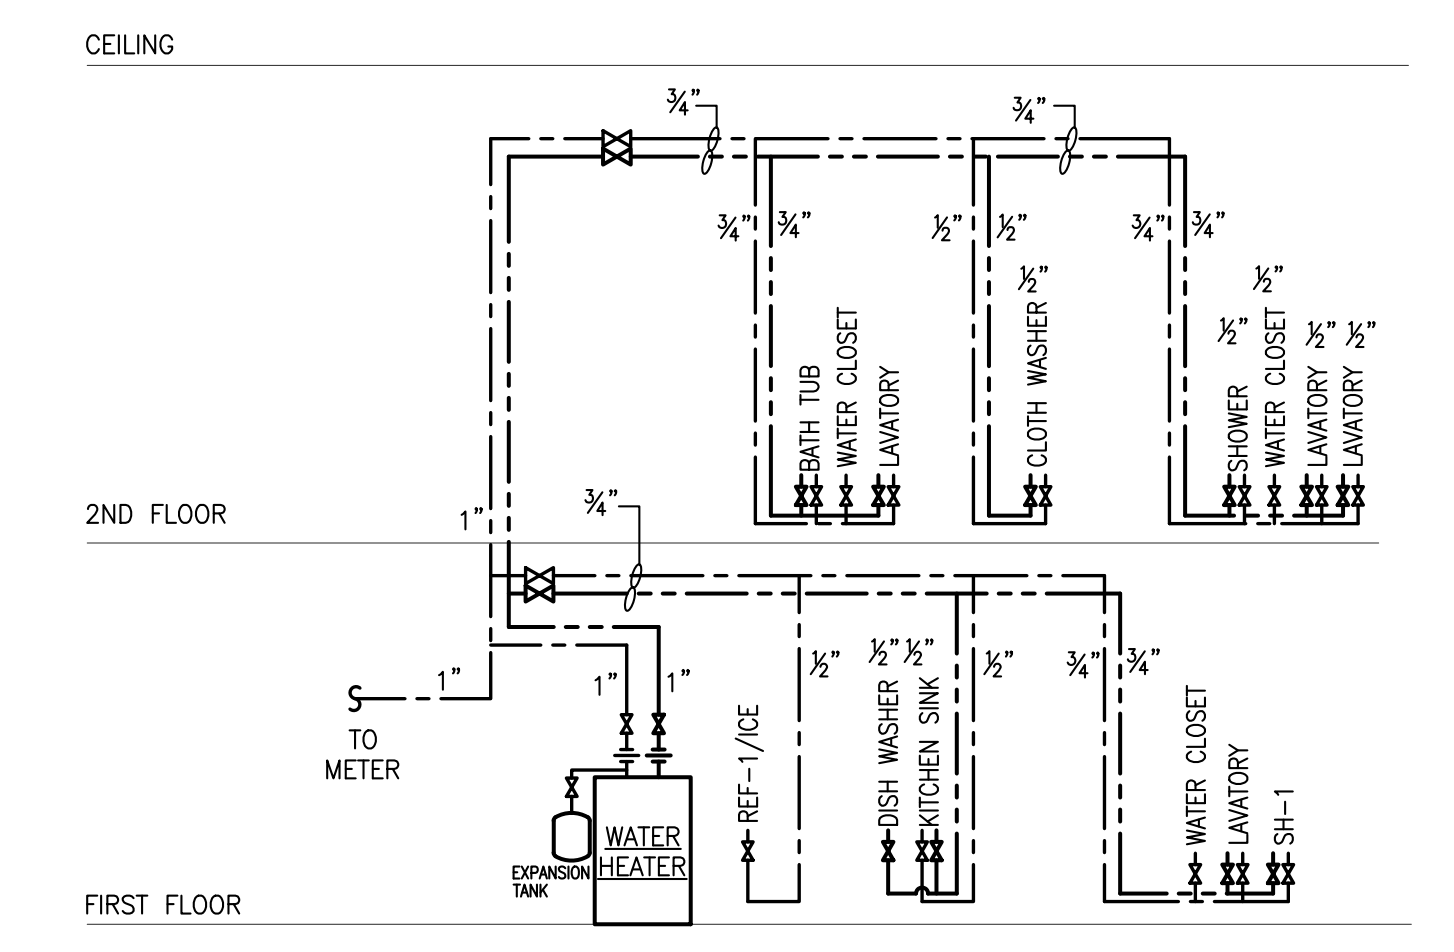 CEILING
3/4" 3/4"
3/4" 3/4" 1/2" 1/2" 3/4" 3/4"
1/2" 1/2"
1/2" 1/2" 1/2"
BATH TUB
WATER CLOSET
LAVATORY
CLOTH WASHER
SHOWER
WATER CLOSET
LAVATORY
LAVATORY
3/4"
2ND FLOOR
1"
1/2" 1/2" 1/2" 1/2" 3/4" 3/4"
1" 1" 1"
TO
METER
REF-1/ICE
DISH WASHER
KITCHEN SINK
WATER CLOSET
LAVATORY
SH-1
WATER
HEATER
EXPANSION
TANK
FIRST FLOOR